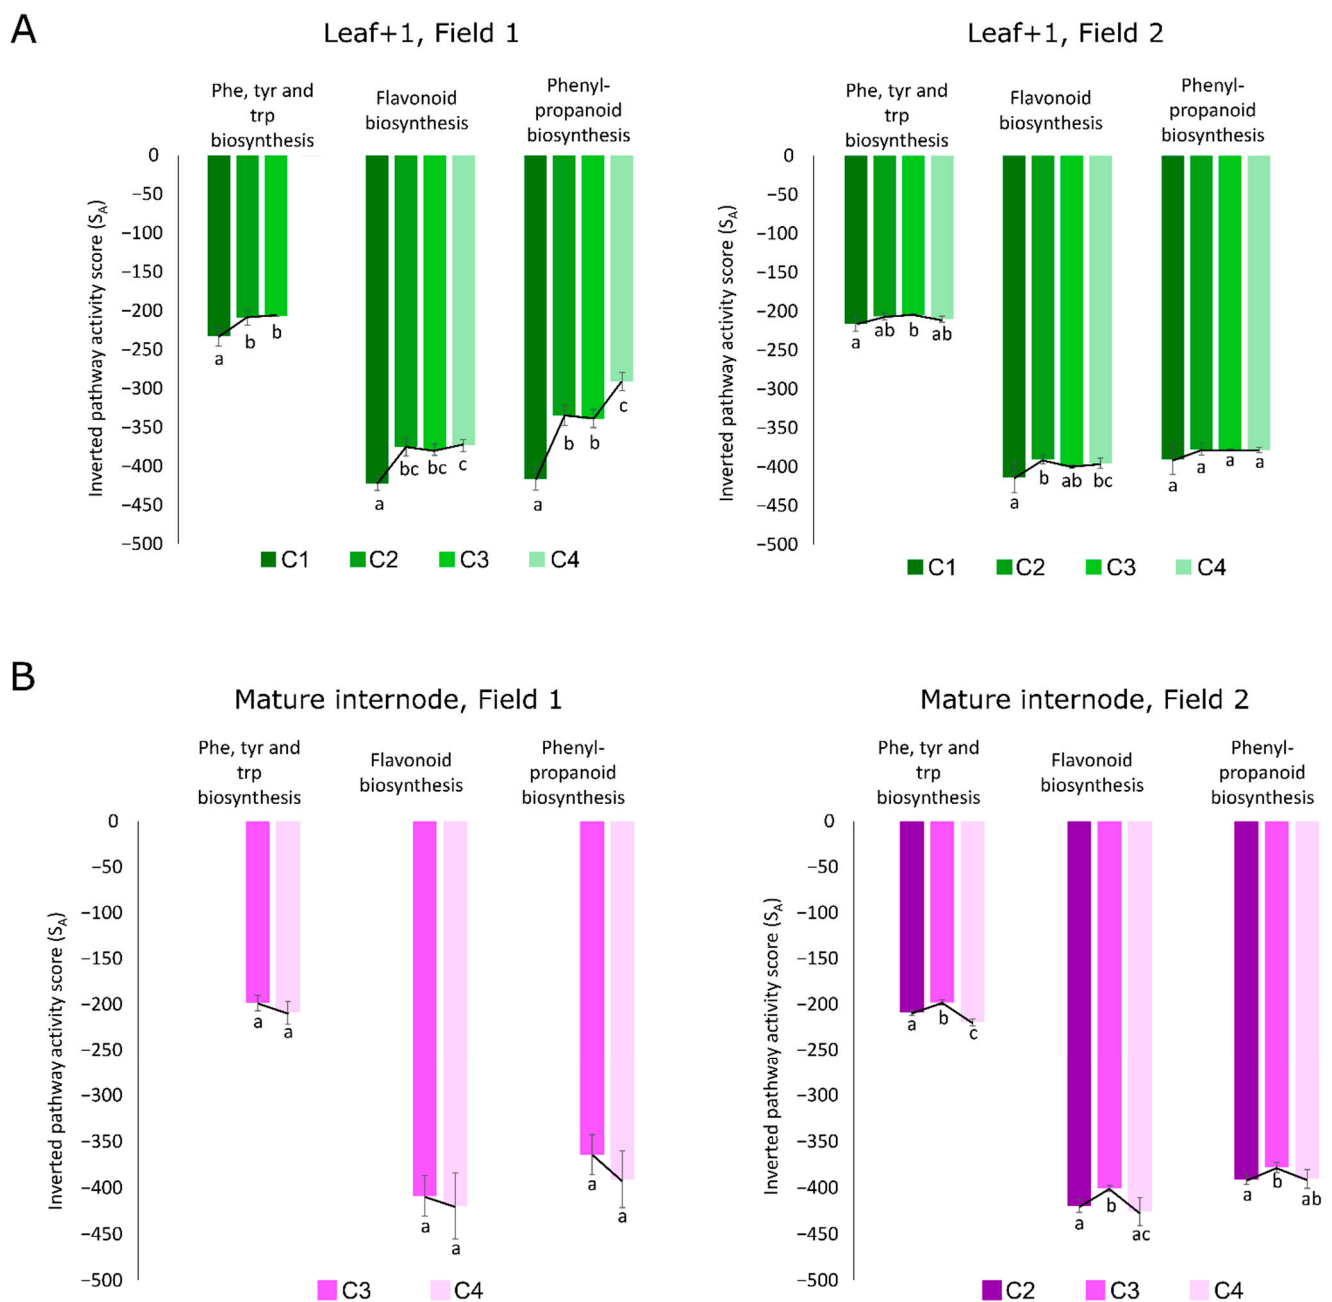 A
Leaf+1, Field 1
Phe, tyr and
trp
biosynthesis
Flavonoid
biosynthesis
Phenyl-
propanoid
biosynthesis
Inverted pathway activity score (SA)
0
−50
−100
−150
−200
−250
−300
−350
−400
−450
−500
a
b
b
a
bc
bc
c
a
b
b
c
C1
C2
C3
C4
Leaf+1, Field 2
Phe, tyr and
trp
biosynthesis
Flavonoid
biosynthesis
Phenyl-
propanoid
biosynthesis
Inverted pathway activity score (SA)
0
−50
−100
−150
−200
−250
−300
−350
−400
−450
−500
a
ab
b
ab
a
b
ab
bc
a
a
a
a
C1
C2
C3
C4
B
Mature internode, Field 1
Phe, tyr and
trp
biosynthesis
Flavonoid
biosynthesis
Phenyl-
propanoid
biosynthesis
Inverted pathway activity score (SA)
0
−50
−100
−150
−200
−250
−300
−350
−400
−450
−500
a
a
a
a
a
a
C3
C4
Mature internode, Field 2
Phe, tyr and
trp
biosynthesis
Flavonoid
biosynthesis
Phenyl-
propanoid
biosynthesis
Inverted pathway activity score (SA)
0
−50
−100
−150
−200
−250
−300
−350
−400
−450
−500
a
b
c
a
b
ac
a
b
ab
C2
C3
C4